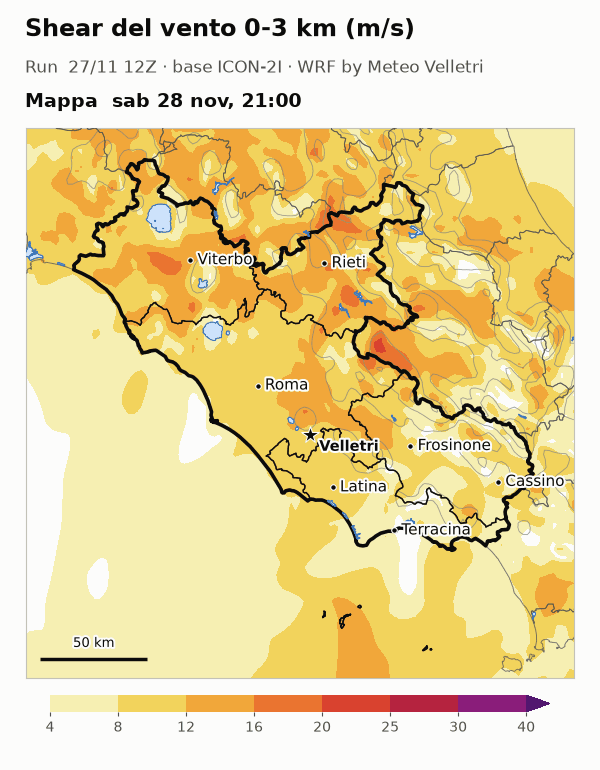 Shear del vento 0-3 km (m/s)
Run  27/11 12Z · base ICON-2I · WRF by Meteo Velletri
Mappa  sab 28 nov, 21:00
Viterbo
Rieti
Roma
Velletri
Frosinone
Cassino
Latina
Terracina
50 km
4 8 12 16 20 25 30 40